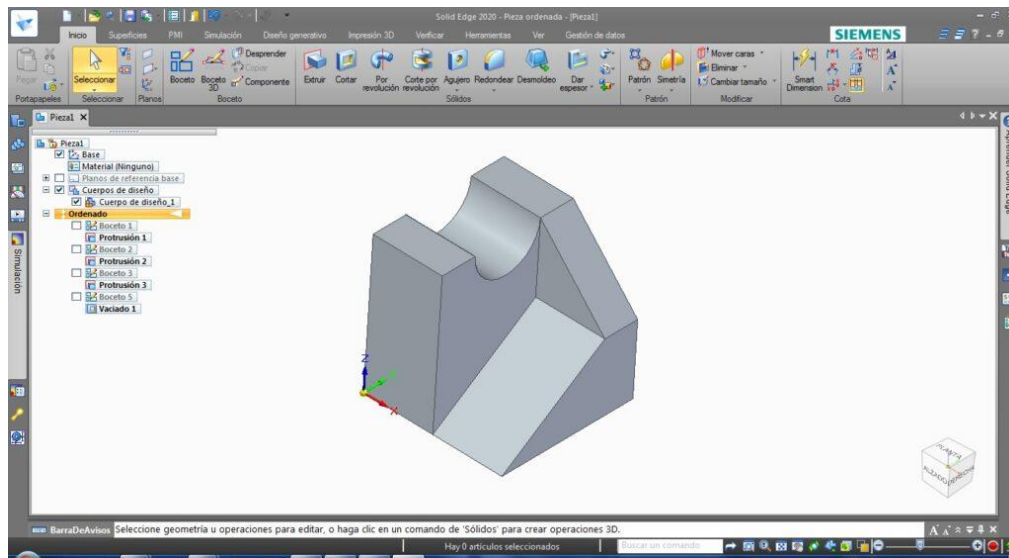 Solid Edge 2020 - Pieza ordenada - [Pieza1]
Inicio Superficies PMI Simulación Diseño generativo Impresión 3D Verificar Herramientas Ver Gestión de datos SIEMENS
Pegar Seleccionar Boceto Boceto 3D Desprender Copiar Componente Extruir Cortar Por revolución Corte por revolución Agujero Redondear Desmoldeo Dar espesor Patrón Simetría Mover caras Eliminar Cambiar tamaño Smart Dimension
Portapapeles Seleccionar Planos Boceto Sólidos Patrón Modificar Cota
Pieza1
Pieza1
Base
Material (Ninguno)
Planos de referencia base
Cuerpos de diseño
Cuerpo de diseño_1
Ordenado
Boceto 1
Protrusión 1
Boceto 2
Protrusión 2
Boceto 3
Protrusión 3
Boceto 5
Vaciado 1
Simulación
Z
X
PLANTA
ALZADO
BarraDeAvisos Seleccione geometría u operaciones para editar, o haga clic en un comando de 'Sólidos' para crear operaciones 3D.
Hay 0 artículos seleccionados Buscar un comando